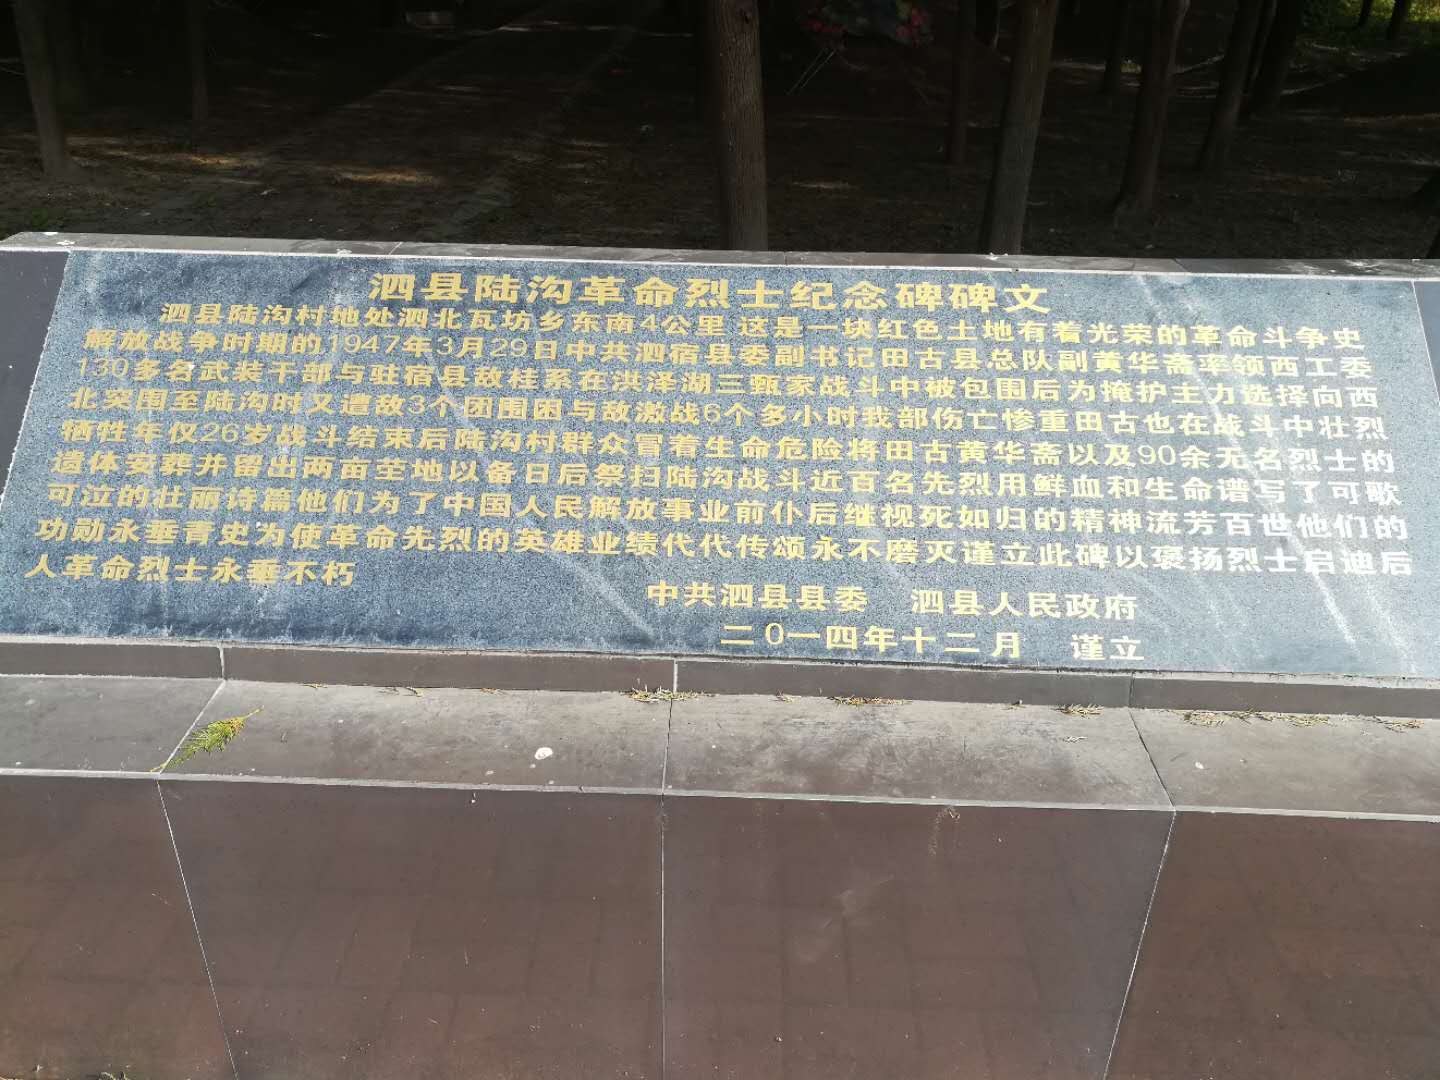 泗县陆沟革命烈士纪念碑碑文
泗县陆沟村地处泗北瓦坊乡东南4公里 这是一块红色土地有着光荣的革命斗争史
解放战争时期的1947年3月29日中共泗宿县委副书记田古县总队副黄华斋率领西工委
130多名武装干部与驻宿县敌桂系在洪泽湖三甄家战斗中被包围后为掩护主力选择向西
北突围至陆沟时又遭敌3个团围困与敌激战6个多小时我部伤亡惨重田古也在战斗中壮烈
牺牲年仅26岁战斗结束后陆沟村群众冒着生命危险将田古黄华斋以及90余无名烈士的
遗体安葬并留出两亩茔地以备日后祭扫陆沟战斗近百名先烈用鲜血和生命谱写了可歌
可泣的壮丽诗篇他们为了中国人民解放事业前仆后继视死如归的精神流芳百世他们的
功勋永垂青史为使革命先烈的英雄业绩代代传颂永不磨灭谨立此碑以褒扬烈士启迪后
人革命烈士永垂不朽
中共泗县县委 泗县人民政府
二0一四年十二月 谨立